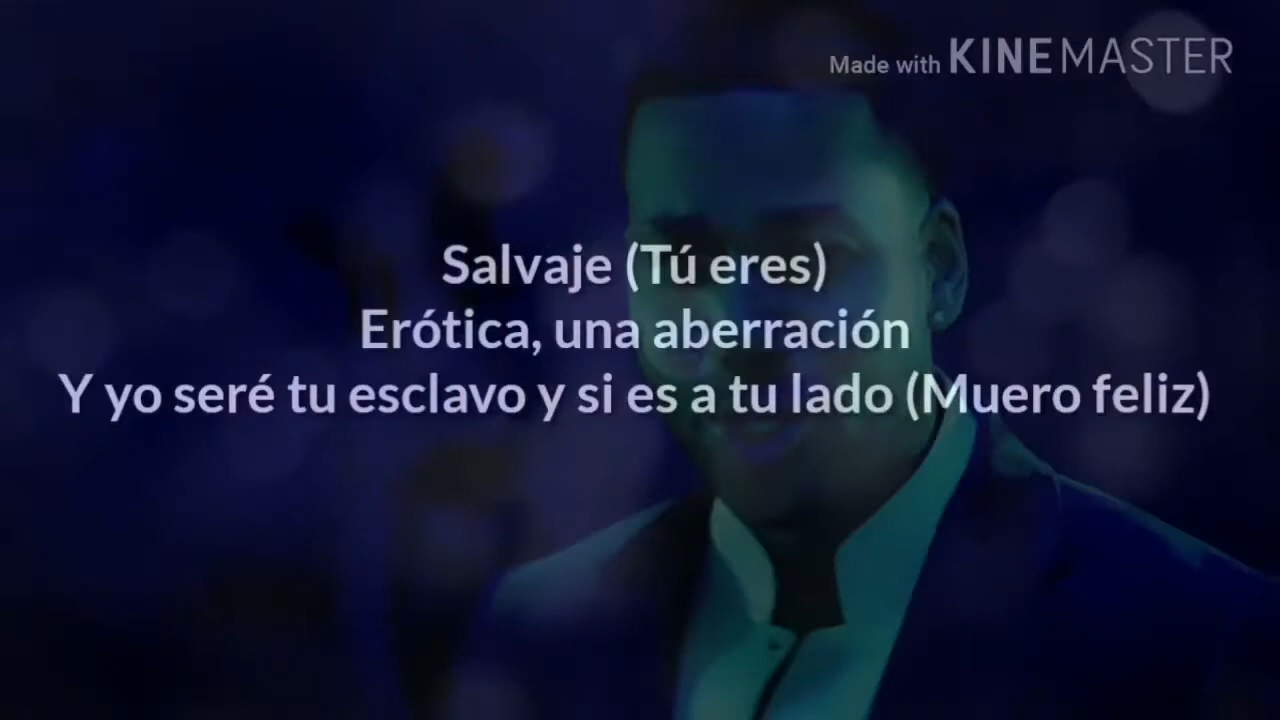 Made with KINEMASTER
Salvaje (Tú eres)
Erótica, una aberración
Y yo seré tu esclavo y si es a tu lado (Muero feliz)